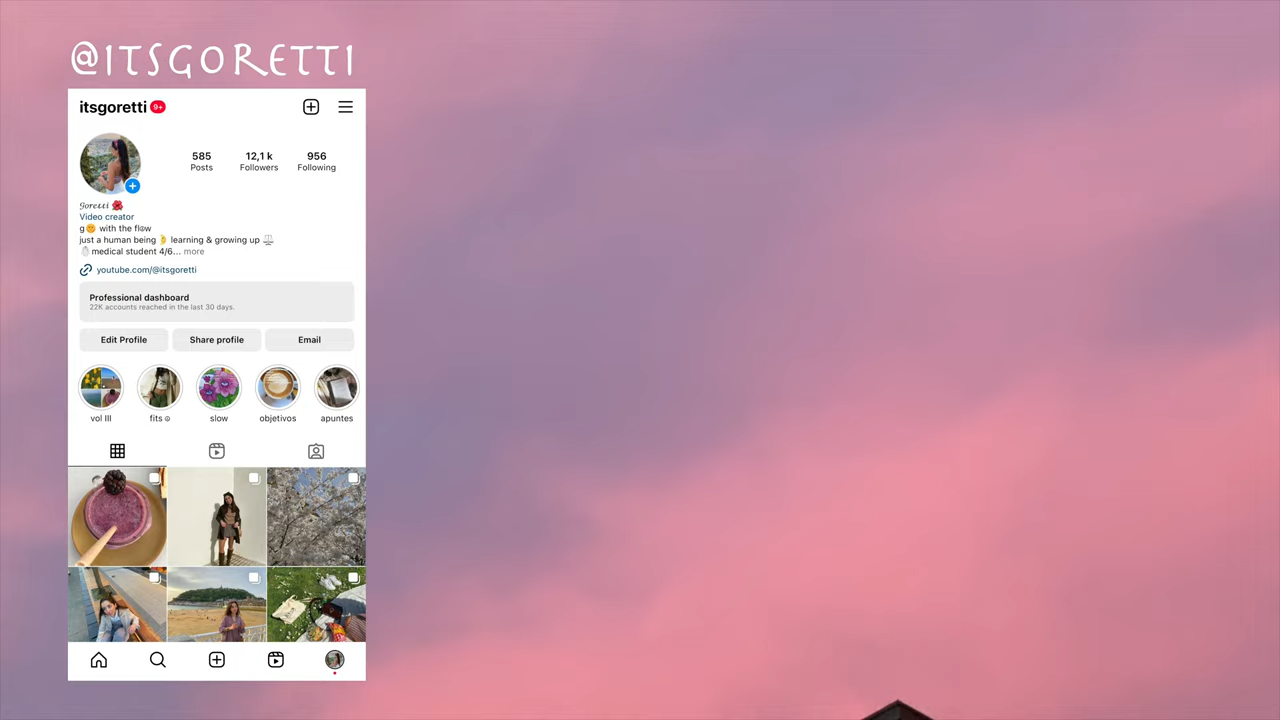 @ITSGORETTI
itsgoretti 9+
585 12,1 k 956
Posts Followers Following
goretti 🌺
Video creator
g🌞 with the fl☮w
just a human being 🌛 learning & growing up ⚖️
🥼medical student 4/6... more
youtube.com/@itsgoretti
Professional dashboard
22K accounts reached in the last 30 days.
Edit Profile Share profile Email
vol III fits ☮ slow objetivos apuntes